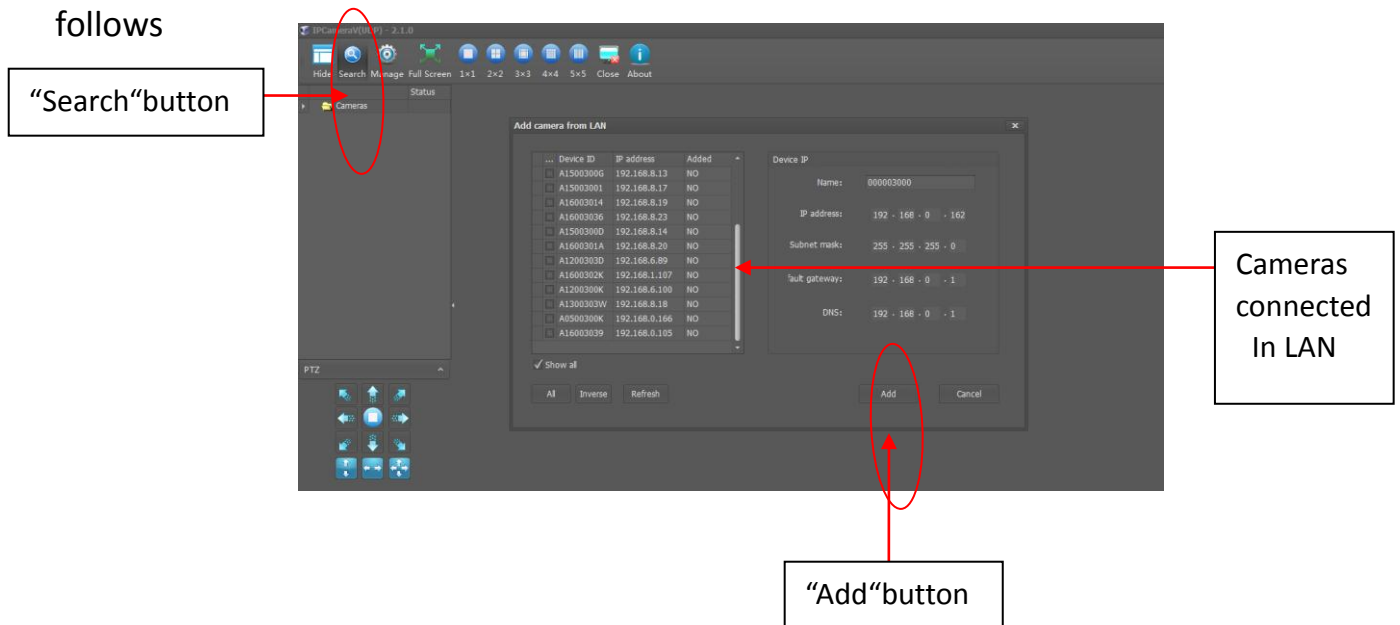 follows
IPCameraV(UDP) - 2.1.0
Hide Search Manage Full Screen 1×1 2×2 3×3 4×4 5×5 Close About
“Search“button
Status
Cameras
Add camera from LAN
... Device ID IP address Added
A1500300G 192.168.8.13 NO
A15003001 192.168.8.17 NO
A16003014 192.168.8.19 NO
A16003036 192.168.8.23 NO
A1500300D 192.168.8.14 NO
A1600301A 192.168.8.20 NO
A1200303D 192.168.6.89 NO
A1600302K 192.168.1.107 NO
A1200300K 192.168.6.100 NO
A1300303W 192.168.8.18 NO
A0500300K 192.168.0.166 NO
A16003039 192.168.0.105 NO
Show all
All Inverse Refresh
Device IP
Name: 000003000
IP address: 192 . 168 . 0 . 162
Subnet mask: 255 . 255 . 255 . 0
fault gateway: 192 . 168 . 0 . 1
DNS: 192 . 168 . 0 . 1
Add Cancel
Cameras
connected
In LAN
PTZ
“Add“button